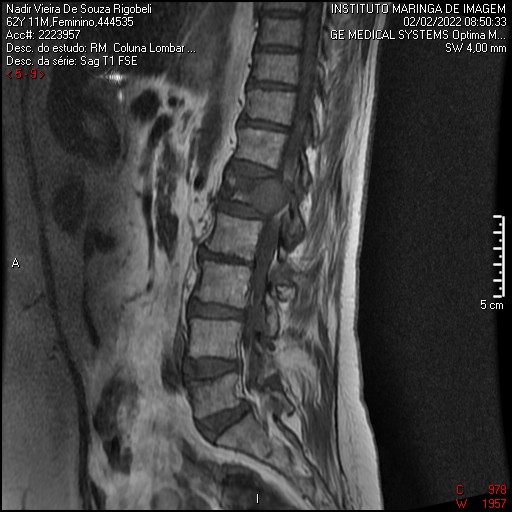 Nadir Vieira De Souza Rigobeli
62Y 11M,Feminino,444535
Acc#: 2223957
Desc. do estudo: RM Coluna Lombar ...
Desc. da série: Sag T1 FSE
< 5 - 9 >
INSTITUTO MARINGA DE IMAGEM
02/02/2022 08:50:33
GE MEDICAL SYSTEMS Optima M...
SW 4,00 mm
A
5 cm
I
C 978
W 1957